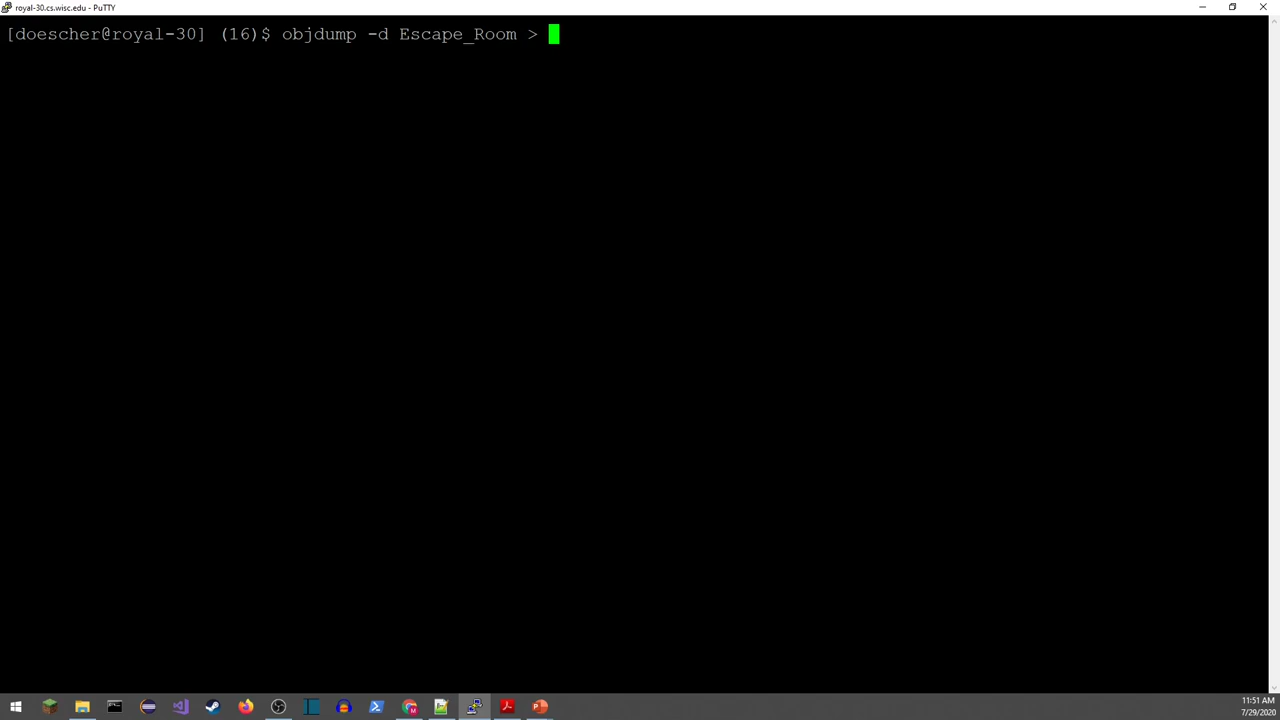 royal-30.cs.wisc.edu - PuTTY
[doescher@royal-30] (16)$ objdump -d Escape_Room >
11:51 AM
7/29/2020